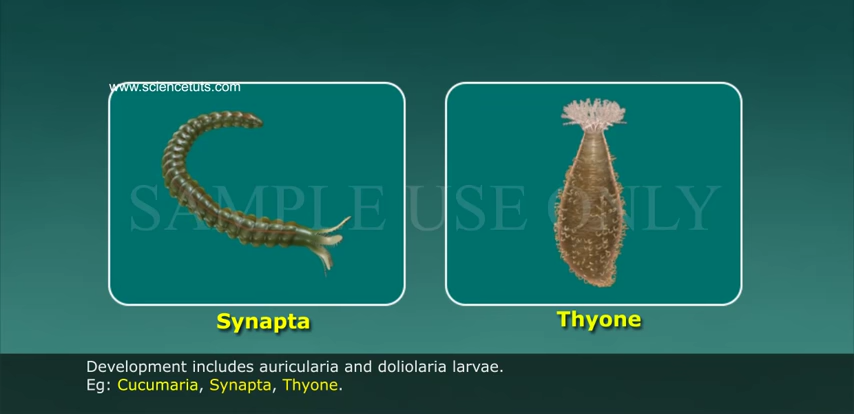 www.sciencetuts.com
SAMPLE USE ONLY
Synapta
Thyone
Development includes auricularia and doliolaria larvae.
Eg: Cucumaria, Synapta, Thyone.